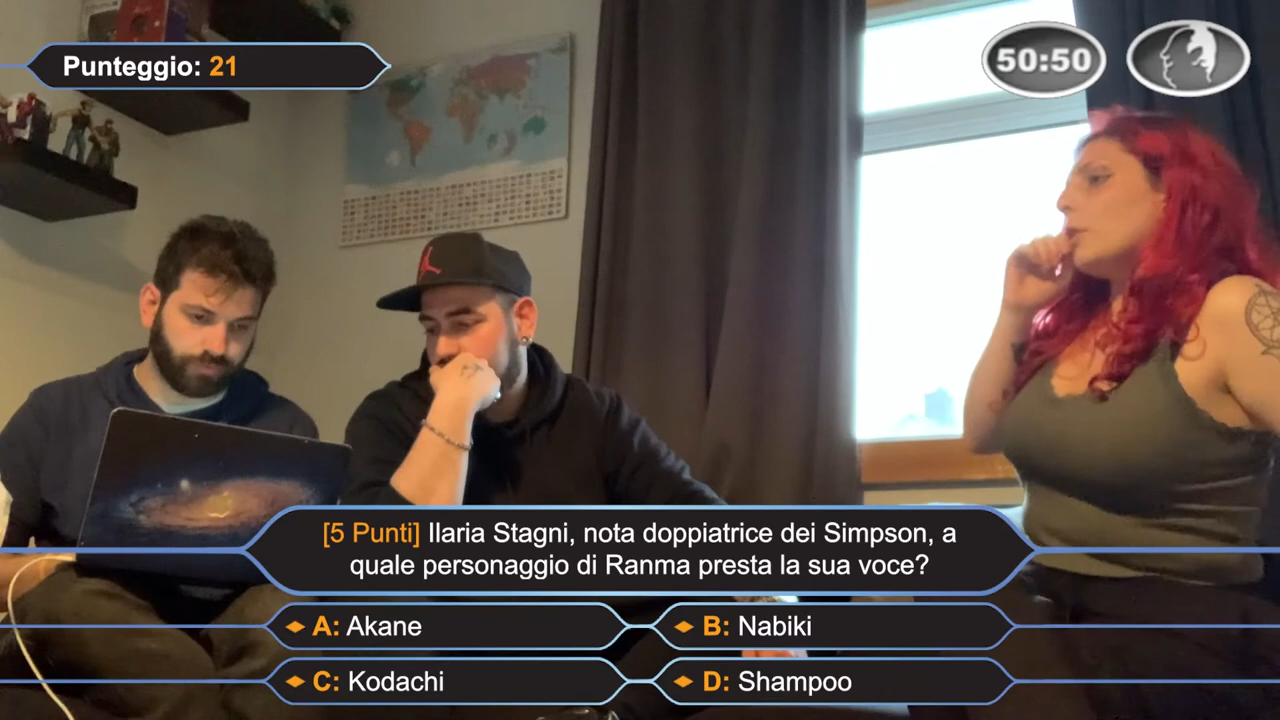 Punteggio: 21
50:50
[5 Punti] Ilaria Stagni, nota doppiatrice dei Simpson, a
quale personaggio di Ranma presta la sua voce?
A: Akane
B: Nabiki
C: Kodachi
D: Shampoo